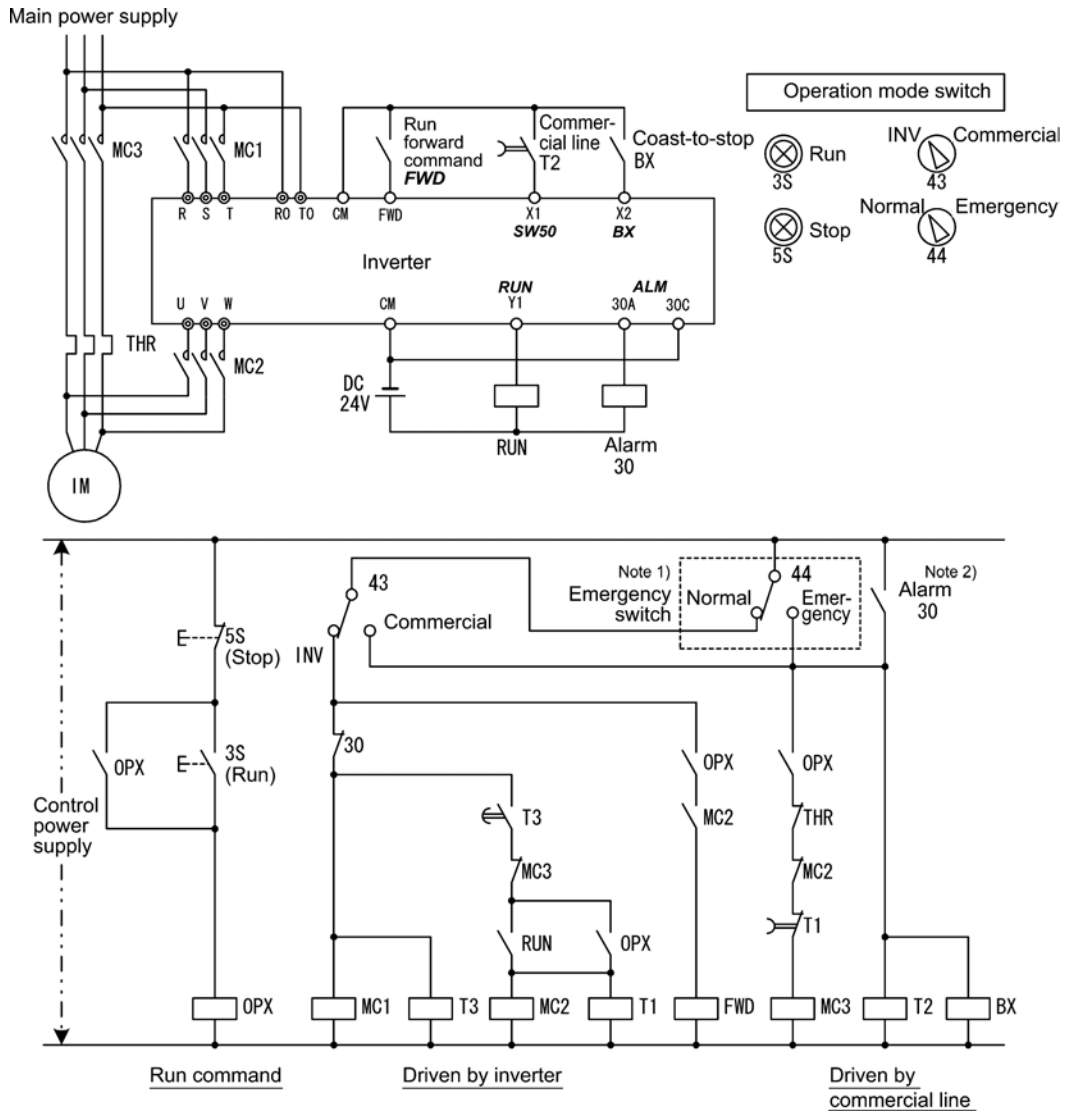 Main power supply
MC3
MC1
Run
forward
command
FWD
Commer-
cial line
T2
Coast-to-stop
BX
Operation mode switch
Run
3S
INV
Commercial
43
Stop
5S
Normal
Emergency
44
R S T R0 T0 CM FWD X1 X2
SW50 BX
Inverter
RUN ALM
U V W CM Y1 30A 30C
THR
MC2
DC
24V
RUN
Alarm
30
IM
43
Note 1)
Emergency
switch
Normal
44
Emer-
gency
Note 2)
Alarm
30
5S
(Stop)
INV
Commercial
OPX
3S
(Run)
30
OPX
OPX
Control
power
supply
T3
MC2
THR
MC3
MC2
RUN
OPX
T1
OPX
MC1
T3
MC2
T1
FWD
MC3
T2
BX
Run command
Driven by inverter
Driven by
commercial line